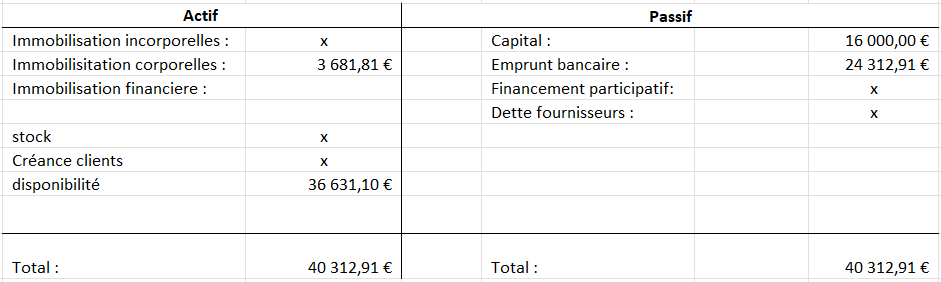 Actif Passif
Immobilisation incorporelles : x Capital : 16 000,00 €
Immobilisitation corporelles : 3 681,81 € Emprunt bancaire : 24 312,91 €
Immobilisation financiere : Financement participatif: x
Dette fournisseurs : x
stock x
Créance clients x
disponibilité 36 631,10 €
Total : 40 312,91 € Total : 40 312,91 €